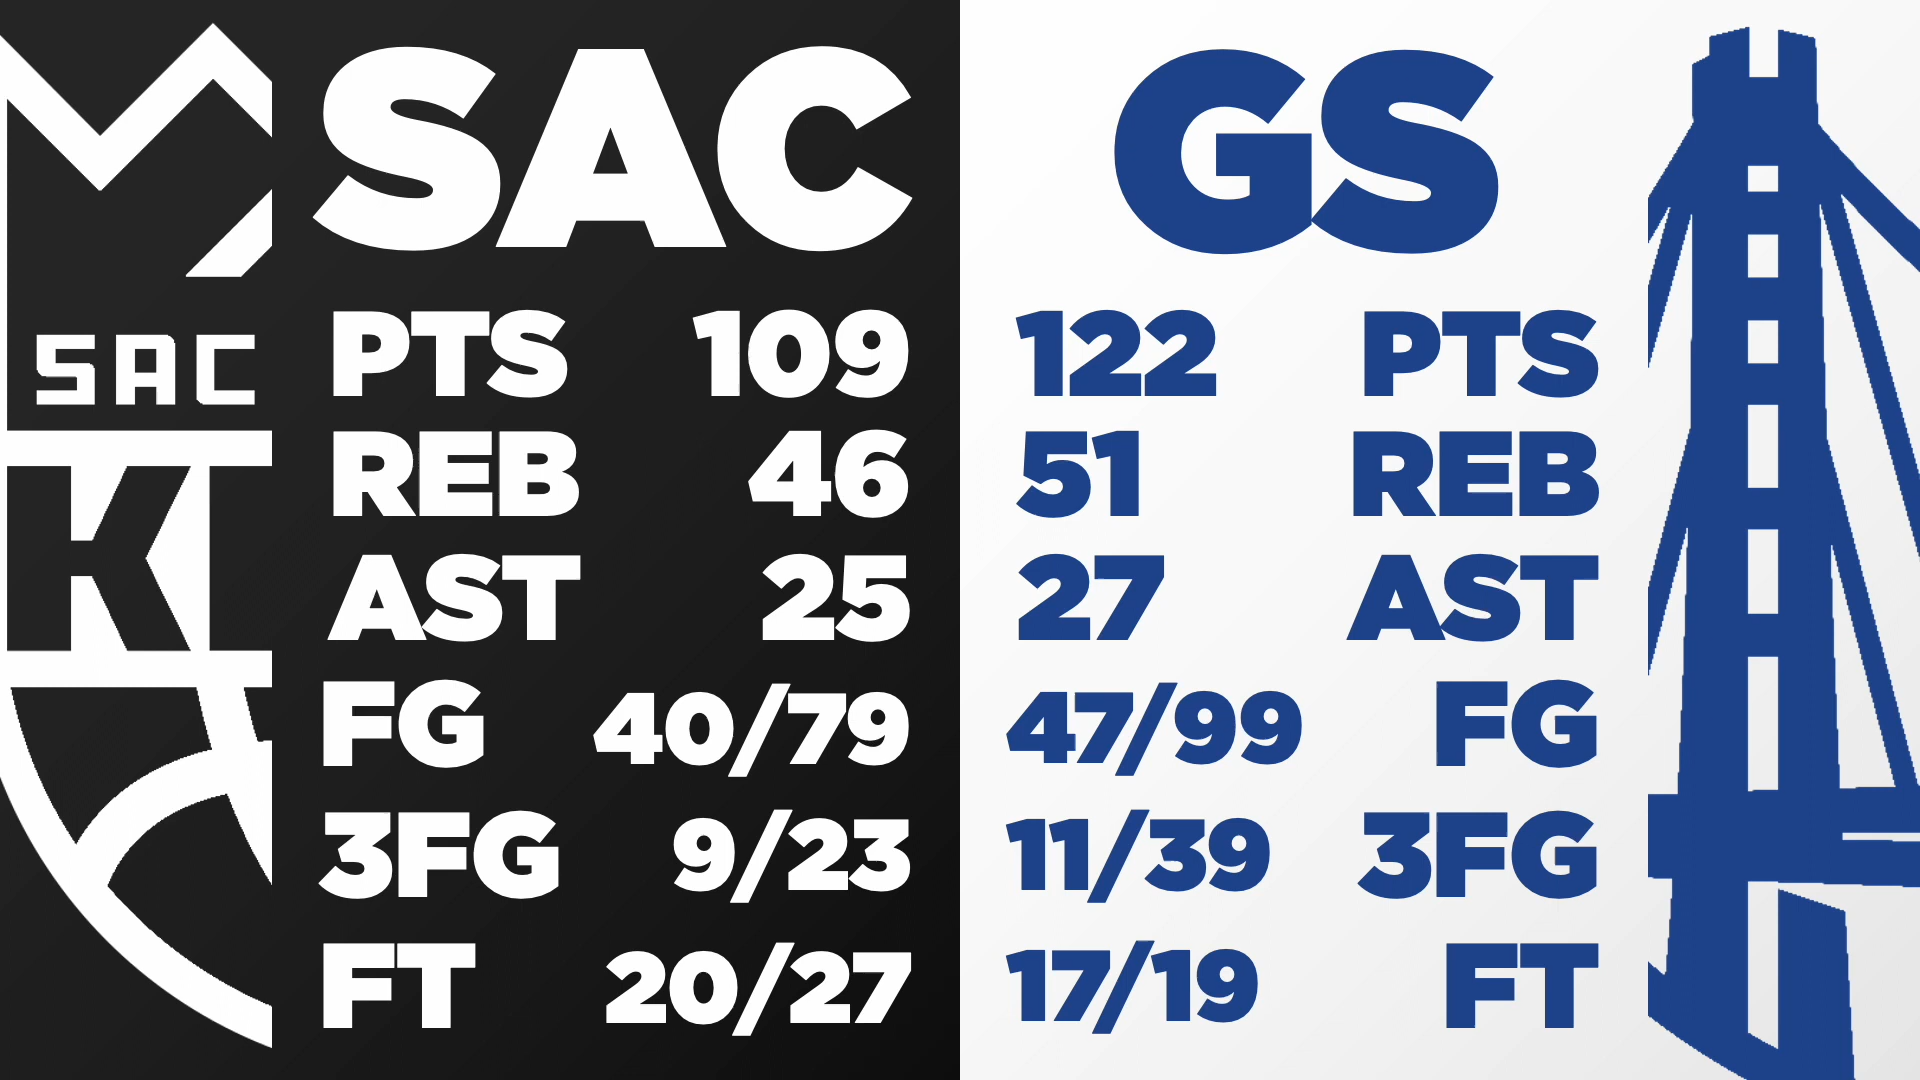 SAC
K
SAC
PTS 109
REB 46
AST 25
FG 40/79
3FG 9/23
FT 20/27
GS
122 PTS
51 REB
27 AST
47/99 FG
11/39 3FG
17/19 FT